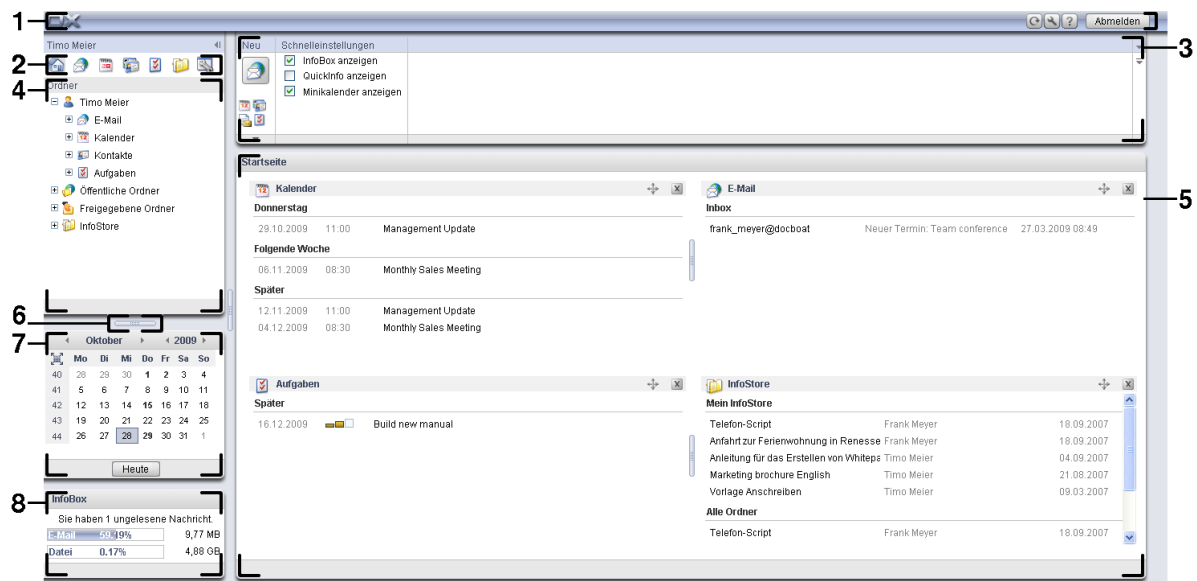 1
OX
Abmelden
Timo Meier
2
4
Ordner
Timo Meier
E-Mail
Kalender
Kontakte
Aufgaben
Öffentliche Ordner
Freigegebene Ordner
InfoStore
Neu
Schnelleinstellungen
InfoBox anzeigen
QuickInfo anzeigen
Minikalender anzeigen
3
Startseite
5
Kalender
Donnerstag
29.10.2009 11:00 Management Update
Folgende Woche
06.11.2009 08:30 Monthly Sales Meeting
Später
12.11.2009 11:00 Management Update
04.12.2009 08:30 Monthly Sales Meeting
E-Mail
Inbox
frank_meyer@docboat Neuer Termin: Team conference 27.03.2009 08:49
Aufgaben
Später
16.12.2009 Build new manual
InfoStore
Mein InfoStore
Telefon-Script Frank Meyer 18.09.2007
Anfahrt zur Ferienwohnung in Renesse Frank Meyer 18.09.2007
Anleitung für das Erstellen von Whitepa Timo Meier 04.09.2007
Marketing brochure English Timo Meier 21.08.2007
Vorlage Anschreiben Timo Meier 09.03.2007
Alle Ordner
Telefon-Script Frank Meyer 18.09.2007
6
7
Oktober 2009
Mo Di Mi Do Fr Sa So
40 28 29 30 1 2 3 4
41 5 6 7 8 9 10 11
42 12 13 14 15 16 17 18
43 19 20 21 22 23 24 25
44 26 27 28 29 30 31 1
Heute
8
InfoBox
Sie haben 1 ungelesene Nachricht.
E-Mail 59.19% 9,77 MB
Datei 0.17% 4,88 GB